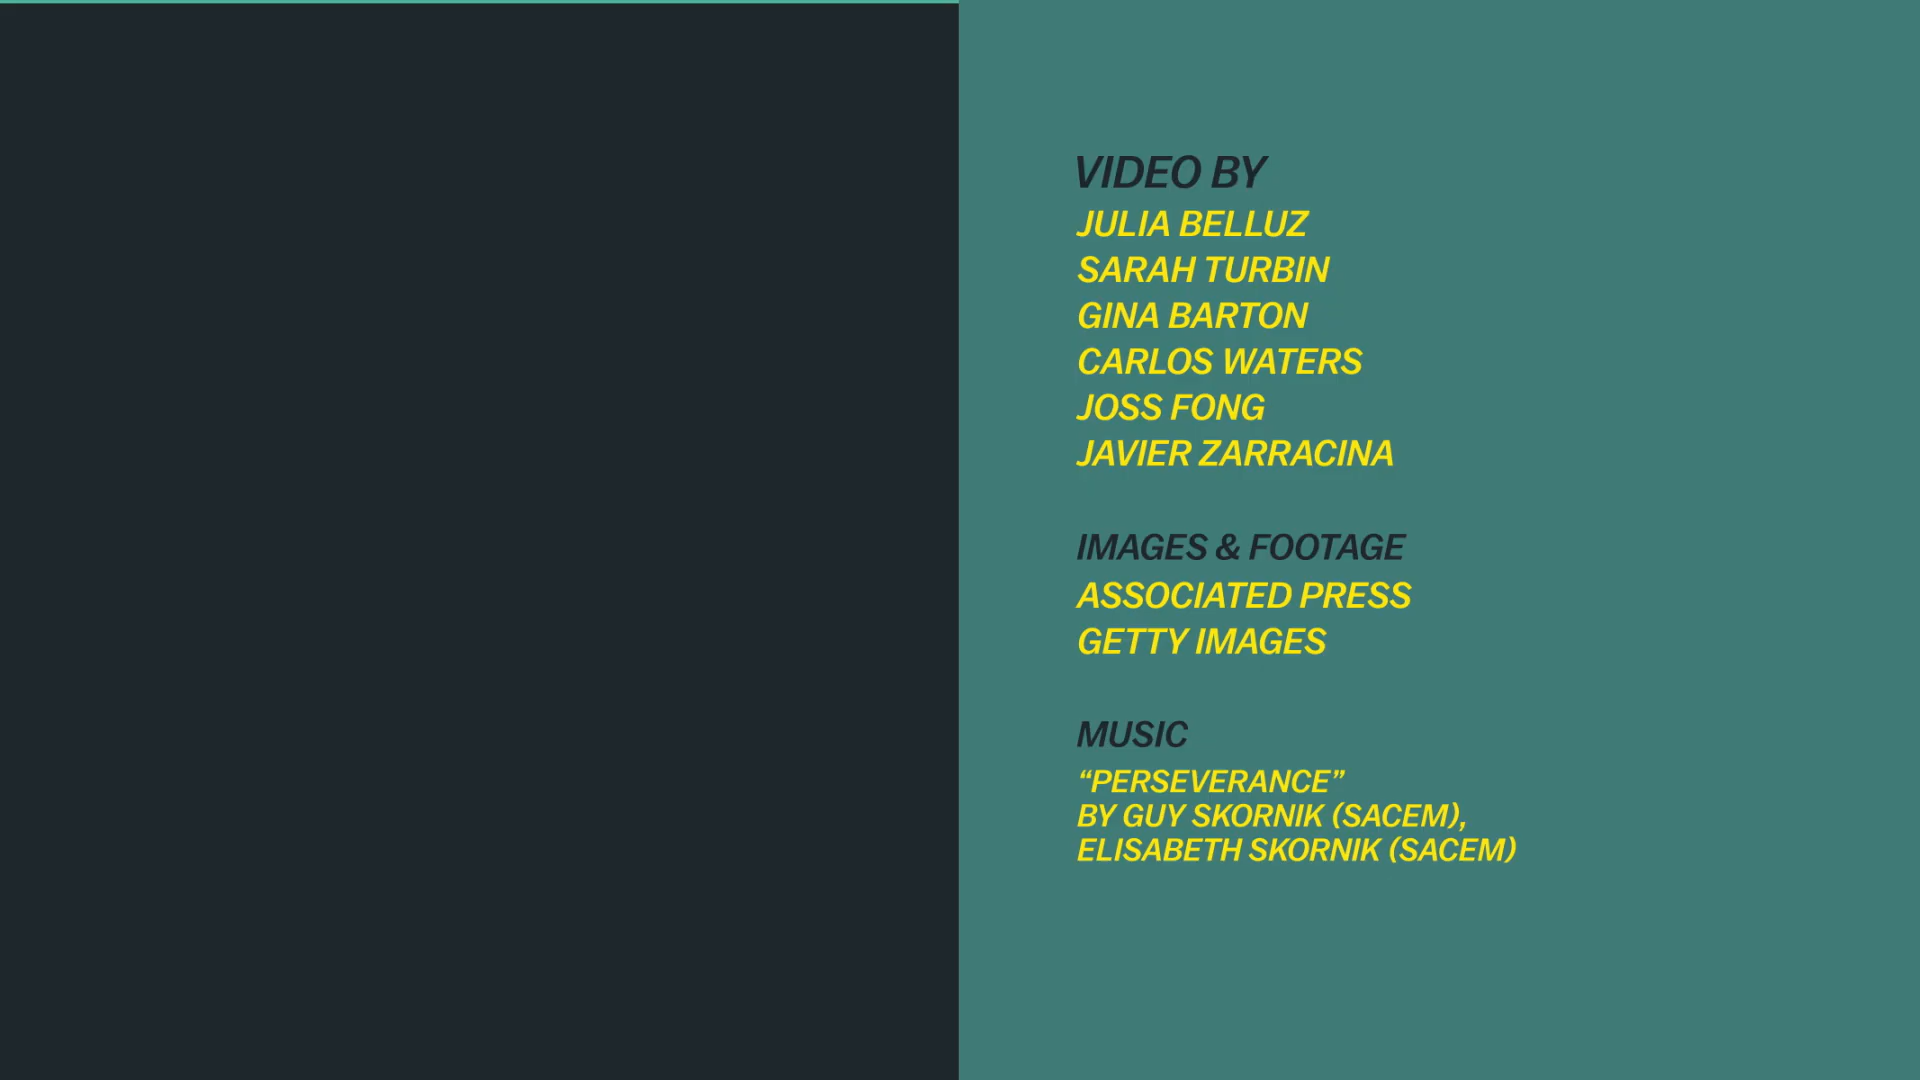 VIDEO BY
JULIA BELLUZ
SARAH TURBIN
GINA BARTON
CARLOS WATERS
JOSS FONG
JAVIER ZARRACINA
IMAGES & FOOTAGE
ASSOCIATED PRESS
GETTY IMAGES
MUSIC
“PERSEVERANCE”
BY GUY SKORNIK (SACEM),
ELISABETH SKORNIK (SACEM)